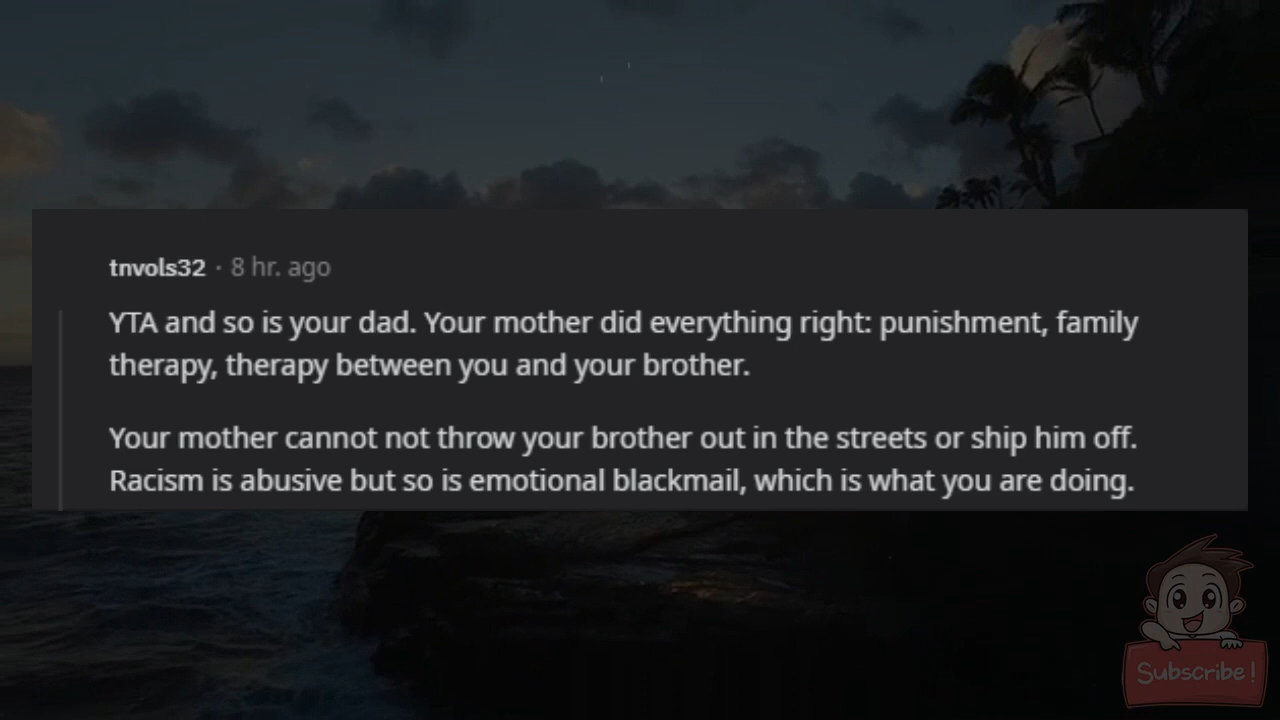 tnvols32 · 8 hr. ago
YTA and so is your dad. Your mother did everything right: punishment, family
therapy, therapy between you and your brother.
Your mother cannot not throw your brother out in the streets or ship him off.
Racism is abusive but so is emotional blackmail, which is what you are doing.
Subscribe!